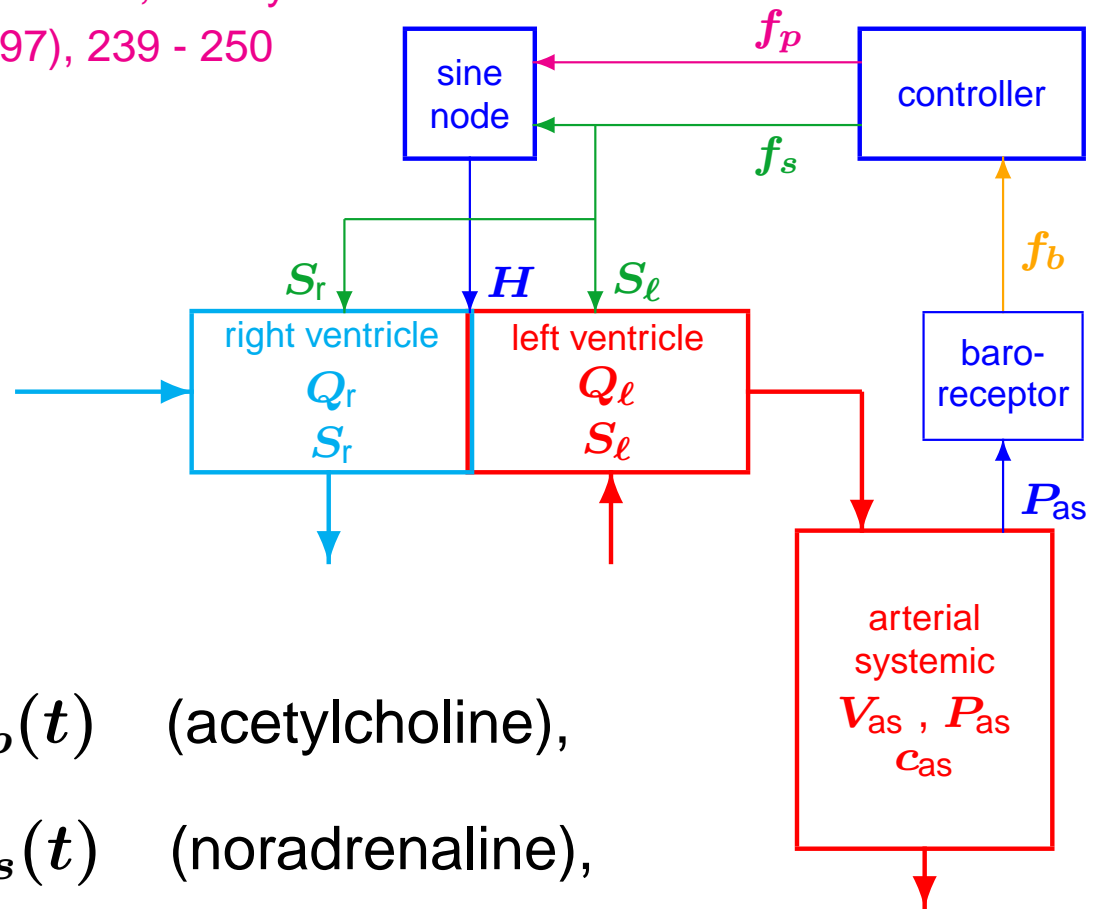 97), 239 - 250
f_p
sine
node
controller
f_s
f_b
S_r
H
S_ℓ
right ventricle
left ventricle
Q_r
Q_ℓ
S_r
S_ℓ
baro-
receptor
P_as
arterial
systemic
V_as , P_as
c_as
(t) (acetylcholine),
s(t) (noradrenaline),